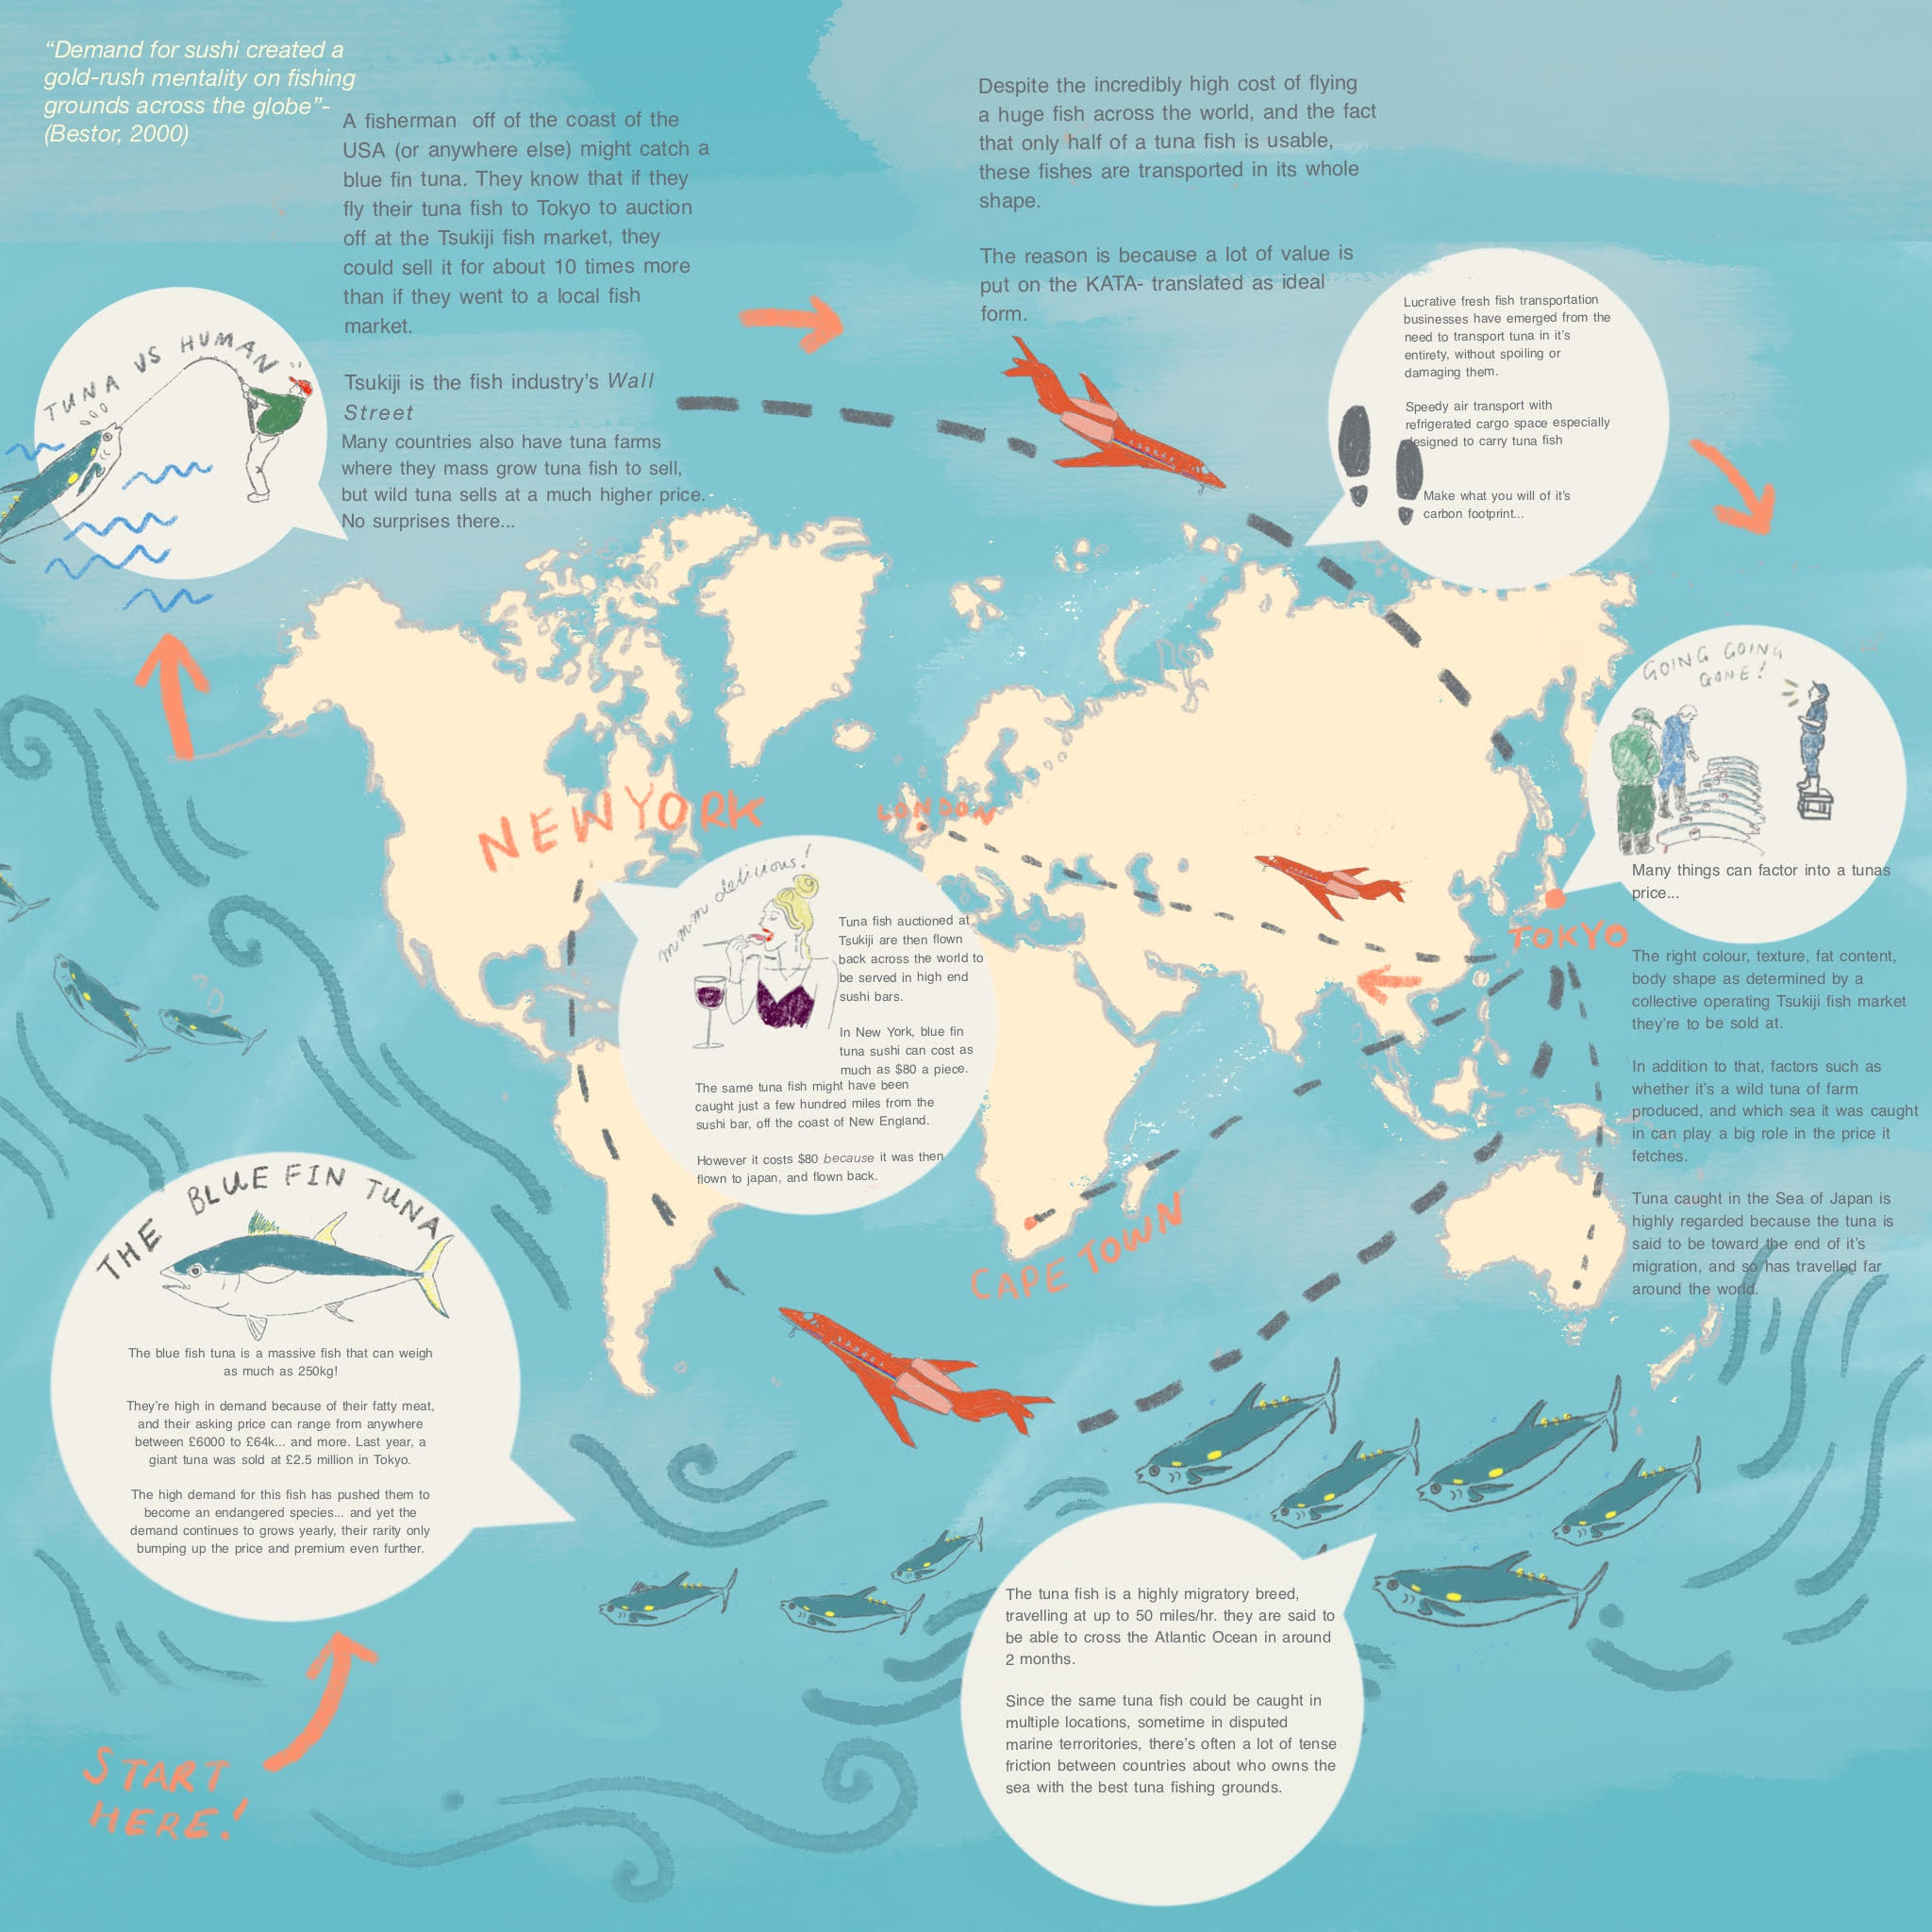 “Demand for sushi created a
gold-rush mentality on fishing
grounds across the globe”-
(Bestor, 2000)
A fisherman off of the coast of the
USA (or anywhere else) might catch a
blue fin tuna. They know that if they
fly their tuna fish to Tokyo to auction
off at the Tsukiji fish market, they
could sell it for about 10 times more
than if they went to a local fish
market.
Tsukiji is the fish industry’s Wall
Street
Many countries also have tuna farms
where they mass grow tuna fish to sell,
but wild tuna sells at a much higher price.
No surprises there...
Despite the incredibly high cost of flying
a huge fish across the world, and the fact
that only half of a tuna fish is usable,
these fishes are transported in its whole
shape.
The reason is because a lot of value is
put on the KATA- translated as ideal
form.
Lucrative fresh fish transportation
businesses have emerged from the
need to transport tuna in it’s
entirety, without spoiling or
damaging them.
Speedy air transport with
refrigerated cargo space especially
designed to carry tuna fish
Make what you will of it’s
carbon footprint...
TUNA VS HUMAN
GOING GOING
GONE!
Many things can factor into a tunas
price...
The right colour, texture, fat content,
body shape as determined by a
collective operating Tsukiji fish market
they’re to be sold at.
In addition to that, factors such as
whether it’s a wild tuna of farm
produced, and which sea it was caught
in can play a big role in the price it
fetches.
Tuna caught in the Sea of Japan is
highly regarded because the tuna is
said to be toward the end of it’s
migration, and so has travelled far
around the world.
NEW YORK
LONDON
TOKYO
CAPE TOWN
mmm delicious!
Tuna fish auctioned at
Tsukiji are then flown
back across the world to
be served in high end
sushi bars.
In New York, blue fin
tuna sushi can cost as
much as $80 a piece.
The same tuna fish might have been
caught just a few hundred miles from the
sushi bar, off the coast of New England.
However it costs $80 because it was then
flown to japan, and flown back.
THE BLUE FIN TUNA
The blue fish tuna is a massive fish that can weigh
as much as 250kg!
They’re high in demand because of their fatty meat,
and their asking price can range from anywhere
between £6000 to £64k... and more. Last year, a
giant tuna was sold at £2.5 million in Tokyo.
The high demand for this fish has pushed them to
become an endangered species... and yet the
demand continues to grows yearly, their rarity only
bumping up the price and premium even further.
The tuna fish is a highly migratory breed,
travelling at up to 50 miles/hr. they are said to
be able to cross the Atlantic Ocean in around
2 months.
Since the same tuna fish could be caught in
multiple locations, sometime in disputed
marine terroritories, there’s often a lot of tense
friction between countries about who owns the
sea with the best tuna fishing grounds.
START
HERE!